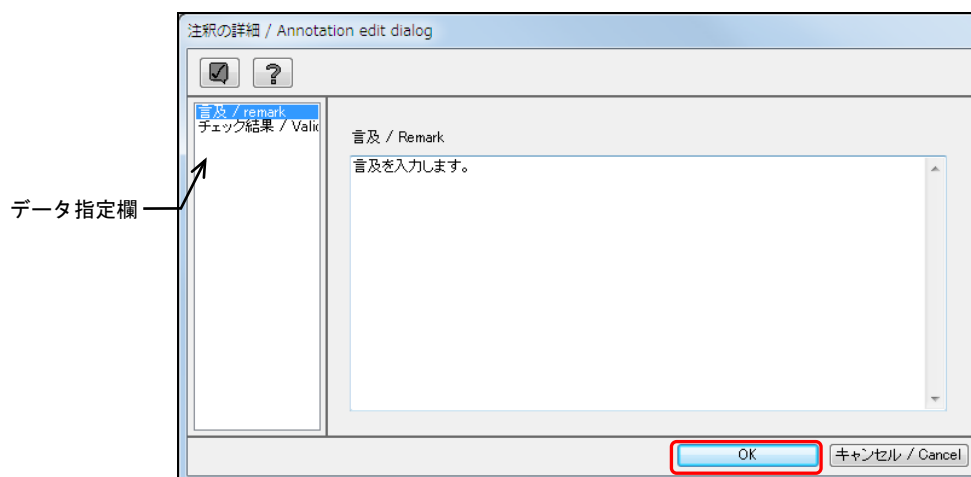 注釈の詳細 / Annotation edit dialog
言及 / remark
チェック結果 / Valid
データ指定欄
言及 / Remark
言及を入力します。
OK
キャンセル / Cancel